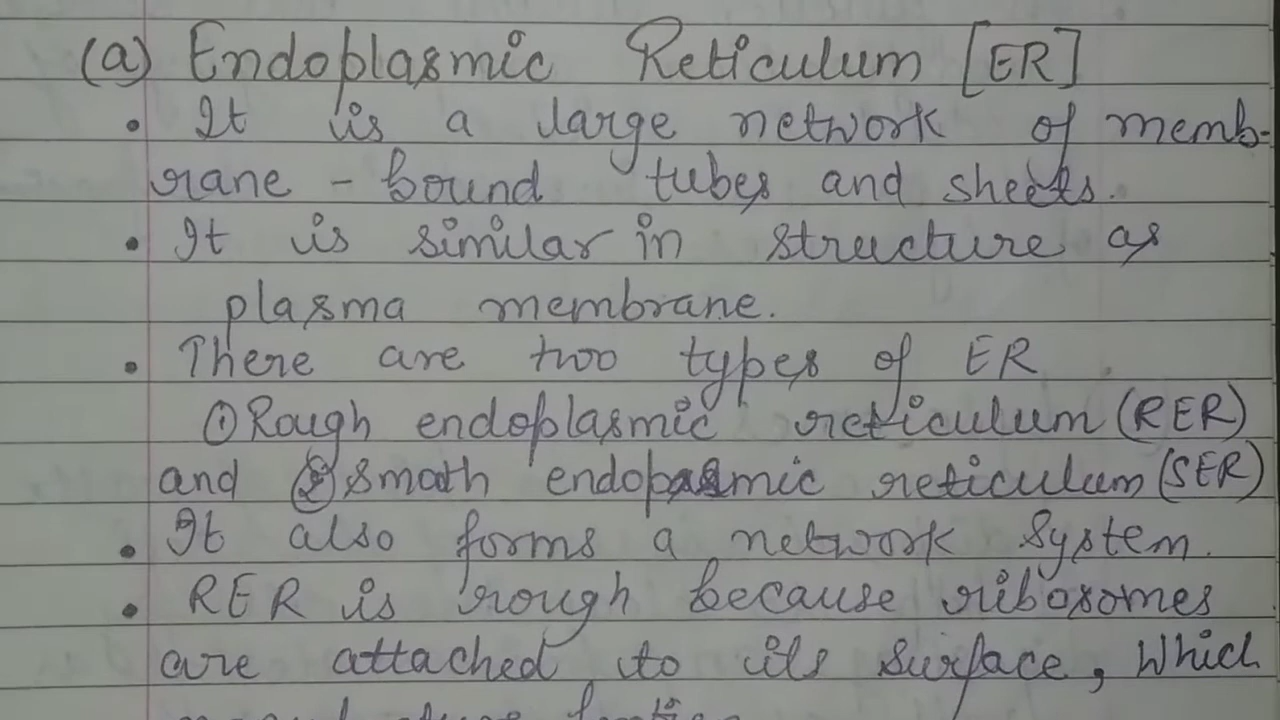 (a) Endoplasmic Reticulum [ER]
• It is a large network of memb-
rane - bound tubes and sheets.
• It is similar in structure as
plasma membrane.
• There are two types of ER
① Rough endoplasmic reticulum (RER)
and ② smooth endoplasmic reticulum (SER)
• It also forms a network system.
• RER is rough because ribosomes
are attached to its surface, which